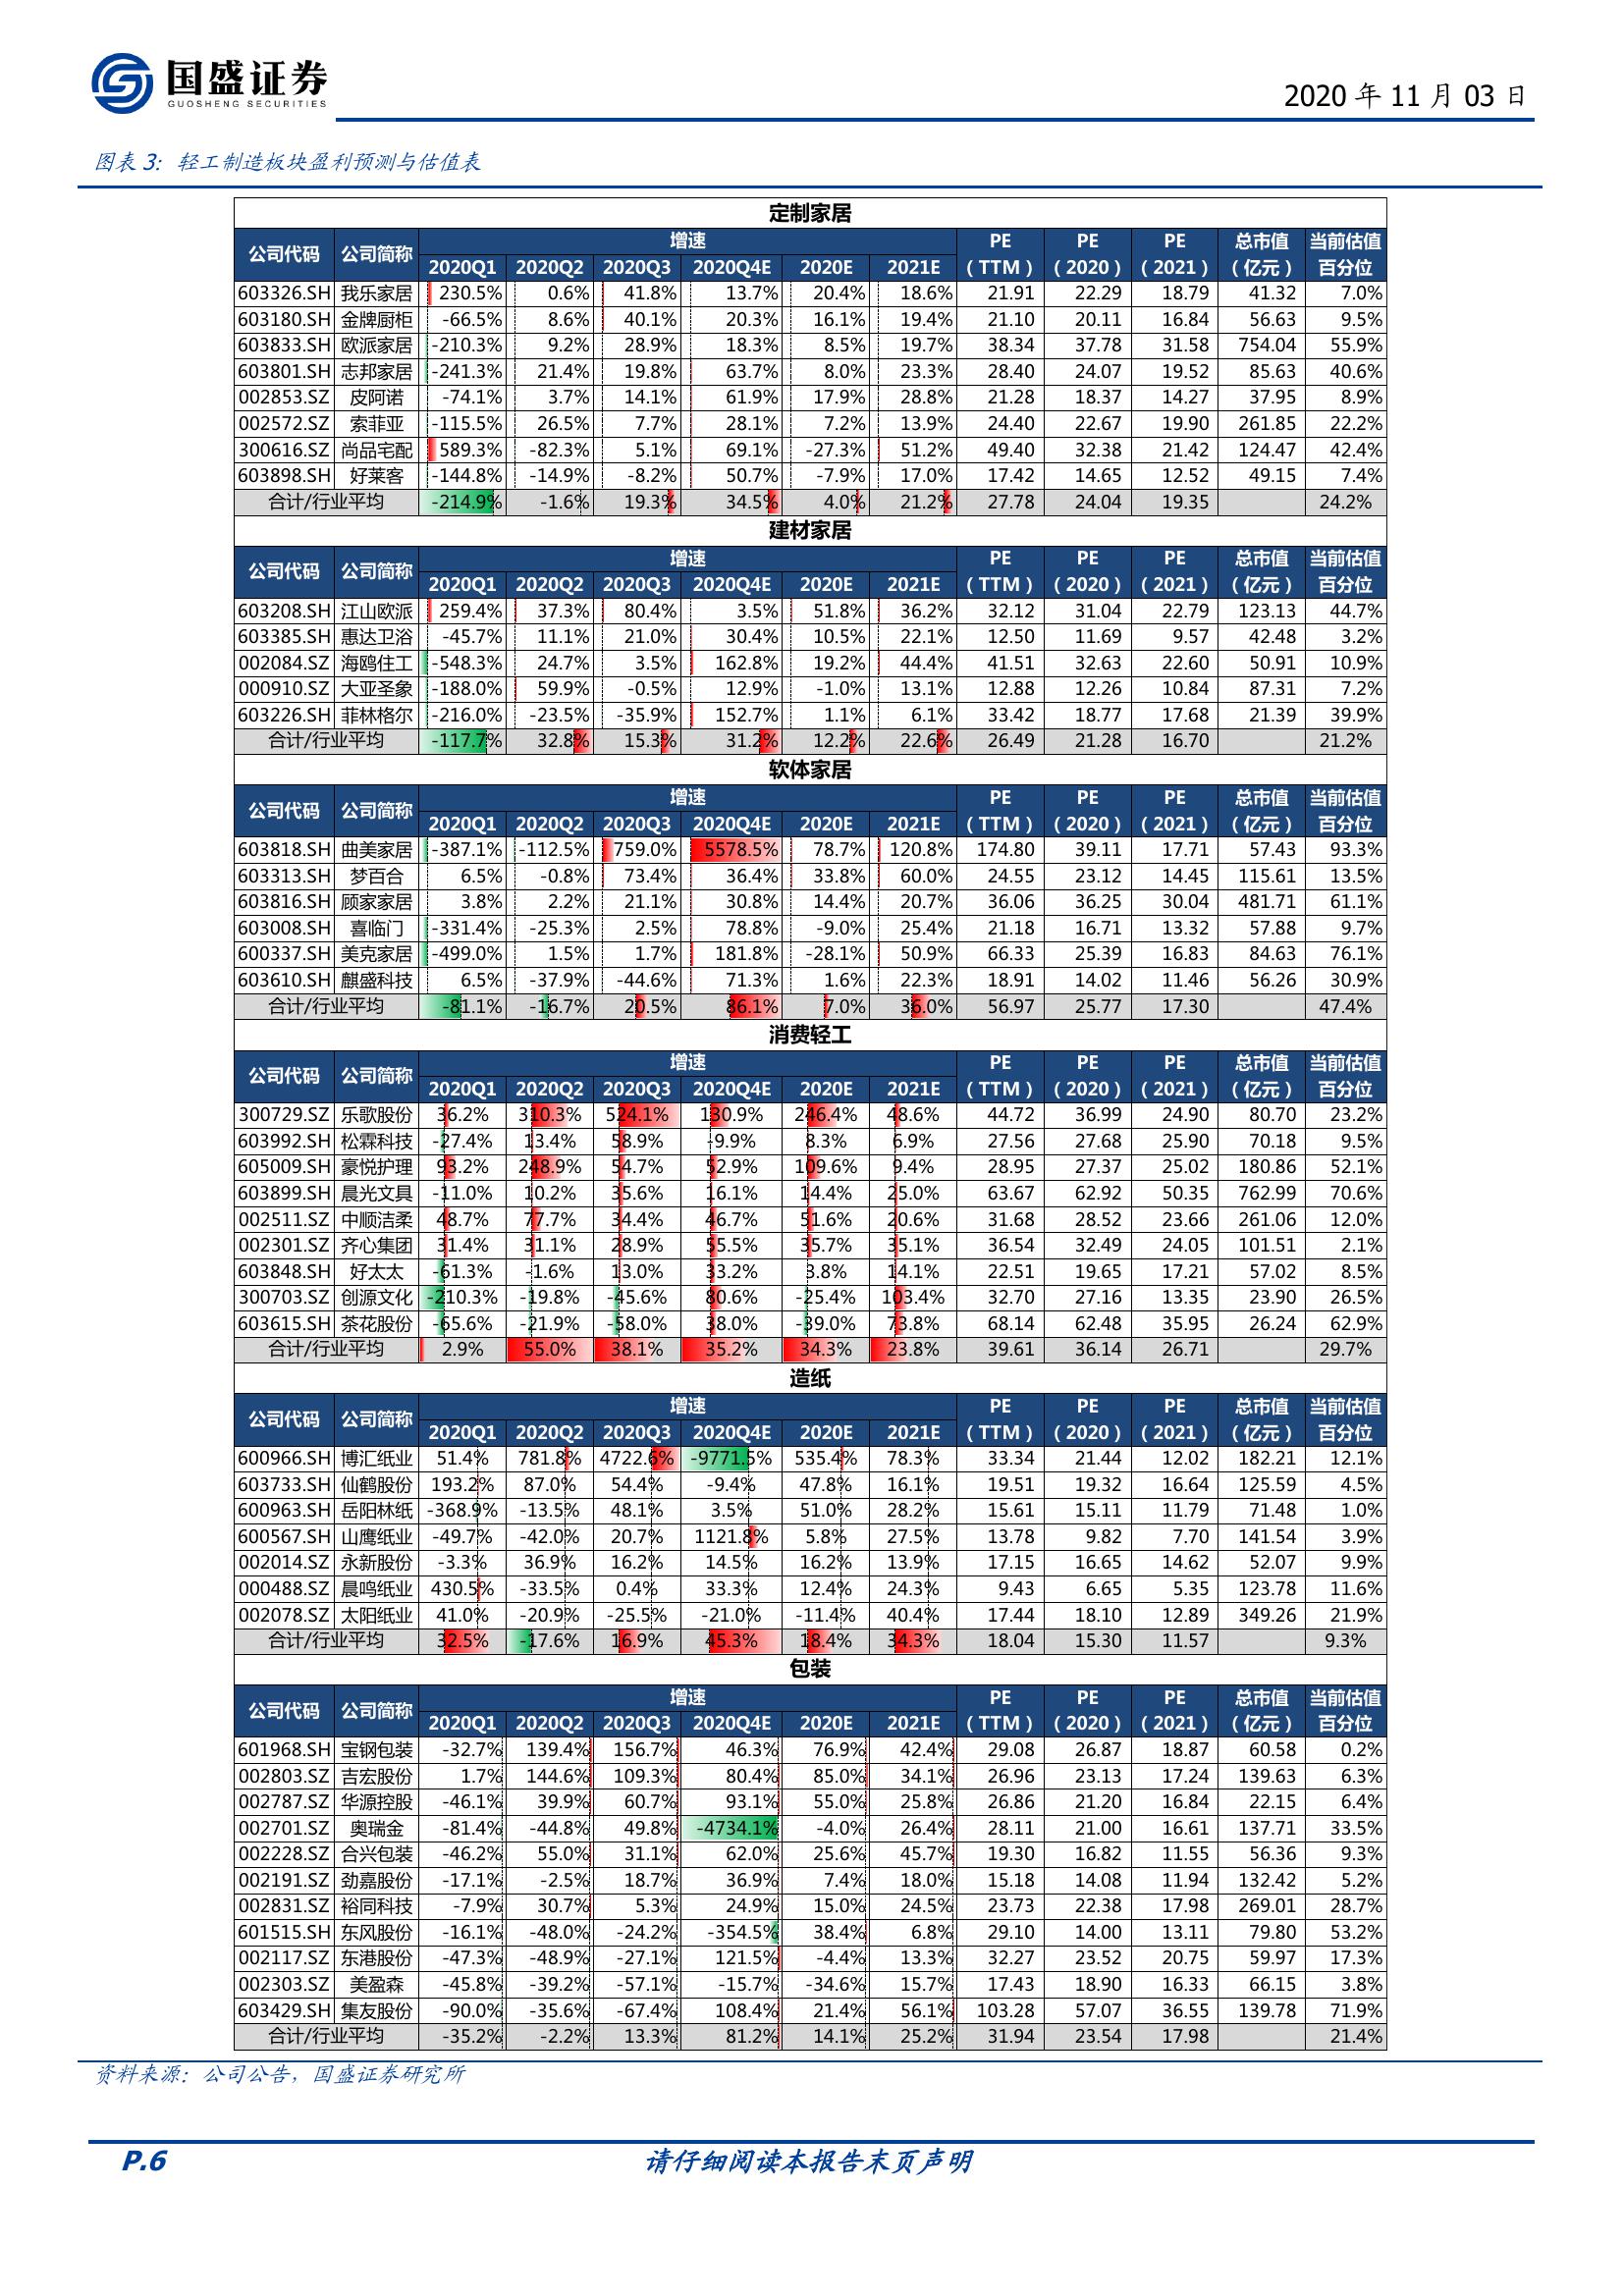 国盛证券
GUOSHENG SECURITIES
2020 年 11 月 03 日
图表 3：轻工制造板块盈利预测与估值表
定制家居
公司代码 公司简称 增速 PE PE PE 总市值 当前估值
2020Q1 2020Q2 2020Q3 2020Q4E 2020E 2021E （TTM） （2020） （2021） （亿元） 百分位
603326.SH 我乐家居 230.5% 0.6% 41.8% 13.7% 20.4% 18.6% 21.91 22.29 18.79 41.32 7.0%
603180.SH 金牌厨柜 -66.5% 8.6% 40.1% 20.3% 16.1% 19.4% 21.10 20.11 16.84 56.63 9.5%
603833.SH 欧派家居 -210.3% 9.2% 28.9% 18.3% 8.5% 19.7% 38.34 37.78 31.58 754.04 55.9%
603801.SH 志邦家居 -241.3% 21.4% 19.8% 63.7% 8.0% 23.3% 28.40 24.07 19.52 85.63 40.6%
002853.SZ 皮阿诺 -74.1% 3.7% 14.1% 61.9% 17.9% 28.8% 21.28 18.37 14.27 37.95 8.9%
002572.SZ 索菲亚 -115.5% 26.5% 7.7% 28.1% 7.2% 13.9% 24.40 22.67 19.90 261.85 22.2%
300616.SZ 尚品宅配 589.3% -82.3% 5.1% 69.1% -27.3% 51.2% 49.40 32.38 21.42 124.47 42.4%
603898.SH 好莱客 -144.8% -14.9% -8.2% 50.7% -7.9% 17.0% 17.42 14.65 12.52 49.15 7.4%
合计/行业平均 -214.9% -1.6% 19.3% 34.5% 4.0% 21.2% 27.78 24.04 19.35 24.2%
建材家居
公司代码 公司简称 增速 PE PE PE 总市值 当前估值
2020Q1 2020Q2 2020Q3 2020Q4E 2020E 2021E （TTM） （2020） （2021） （亿元） 百分位
603208.SH 江山欧派 259.4% 37.3% 80.4% 3.5% 51.8% 36.2% 32.12 31.04 22.79 123.13 44.7%
603385.SH 惠达卫浴 -45.7% 11.1% 21.0% 30.4% 10.5% 22.1% 12.50 11.69 9.57 42.48 3.2%
002084.SZ 海鸥住工 -548.3% 24.7% 3.5% 162.8% 19.2% 44.4% 41.51 32.63 22.60 50.91 10.9%
000910.SZ 大亚圣象 -188.0% 59.9% -0.5% 12.9% -1.0% 13.1% 12.88 12.26 10.84 87.31 7.2%
603226.SH 菲林格尔 -216.0% -23.5% -35.9% 152.7% 1.1% 6.1% 33.42 18.77 17.68 21.39 39.9%
合计/行业平均 -117.7% 32.8% 15.3% 31.2% 12.2% 22.6% 26.49 21.28 16.70 21.2%
软体家居
公司代码 公司简称 增速 PE PE PE 总市值 当前估值
2020Q1 2020Q2 2020Q3 2020Q4E 2020E 2021E （TTM） （2020） （2021） （亿元） 百分位
603818.SH 曲美家居 -387.1% -112.5% 759.0% 5578.5% 78.7% 120.8% 174.80 39.11 17.71 57.43 93.3%
603313.SH 梦百合 6.5% -0.8% 73.4% 36.4% 33.8% 60.0% 24.55 23.12 14.45 115.61 13.5%
603816.SH 顾家家居 3.8% 2.2% 21.1% 30.8% 14.4% 20.7% 36.06 36.25 30.04 481.71 61.1%
603008.SH 喜临门 -331.4% -25.3% 2.5% 78.8% -9.0% 25.4% 21.18 16.71 13.32 57.88 9.7%
600337.SH 美克家居 -499.0% 1.5% 1.7% 181.8% -28.1% 50.9% 66.33 25.39 16.83 84.63 76.1%
603610.SH 麒盛科技 6.5% -37.9% -44.6% 71.3% 1.6% 22.3% 18.91 14.02 11.46 56.26 30.9%
合计/行业平均 -81.1% -16.7% 20.5% 86.1% 7.0% 36.0% 56.97 25.77 17.30 47.4%
消费轻工
公司代码 公司简称 增速 PE PE PE 总市值 当前估值
2020Q1 2020Q2 2020Q3 2020Q4E 2020E 2021E （TTM） （2020） （2021） （亿元） 百分位
300729.SZ 乐歌股份 36.2% 310.3% 524.1% 130.9% 246.4% 48.6% 44.72 36.99 24.90 80.70 23.2%
603992.SH 松霖科技 -27.4% 13.4% 58.9% -9.9% 8.3% 6.9% 27.56 27.68 25.90 70.18 9.5%
605009.SH 豪悦护理 93.2% 248.9% 54.7% 52.9% 109.6% 9.4% 28.95 27.37 25.02 180.86 52.1%
603899.SH 晨光文具 -11.0% 10.2% 35.6% 16.1% 14.4% 25.0% 63.67 62.92 50.35 762.99 70.6%
002511.SZ 中顺洁柔 48.7% 77.7% 34.4% 46.7% 51.6% 20.6% 31.68 28.52 23.66 261.06 12.0%
002301.SZ 齐心集团 31.4% 31.1% 28.9% 55.5% 35.7% 35.1% 36.54 32.49 24.05 101.51 2.1%
603848.SH 好太太 -61.3% -1.6% 13.0% 33.2% 3.8% 14.1% 22.51 19.65 17.21 57.02 8.5%
300703.SZ 创源文化 -210.3% -19.8% -45.6% 80.6% -25.4% 103.4% 32.70 27.16 13.35 23.90 26.5%
603615.SH 茶花股份 -65.6% -21.9% -58.0% 38.0% -39.0% 73.8% 68.14 62.48 35.95 26.24 62.9%
合计/行业平均 2.9% 55.0% 38.1% 35.2% 34.3% 23.8% 39.61 36.14 26.71 29.7%
造纸
公司代码 公司简称 增速 PE PE PE 总市值 当前估值
2020Q1 2020Q2 2020Q3 2020Q4E 2020E 2021E （TTM） （2020） （2021） （亿元） 百分位
600966.SH 博汇纸业 51.4% 781.8% 4722.6% -9771.5% 535.4% 78.3% 33.34 21.44 12.02 182.21 12.1%
603733.SH 仙鹤股份 193.2% 87.0% 54.4% -9.4% 47.8% 16.1% 19.51 19.32 16.64 125.59 4.5%
600963.SH 岳阳林纸 -368.9% -13.5% 48.1% 3.5% 51.0% 28.2% 15.61 15.11 11.79 71.48 1.0%
600567.SH 山鹰纸业 -49.7% -42.0% 20.7% 1121.8% 5.8% 27.5% 13.78 9.82 7.70 141.54 3.9%
002014.SZ 永新股份 -3.3% 36.9% 16.2% 14.5% 16.2% 13.9% 17.15 16.65 14.62 52.07 9.9%
000488.SZ 晨鸣纸业 430.5% -33.5% 0.4% 33.3% 12.4% 24.3% 9.43 6.65 5.35 123.78 11.6%
002078.SZ 太阳纸业 41.0% -20.9% -25.5% -21.0% -11.4% 40.4% 17.44 18.10 12.89 349.26 21.9%
合计/行业平均 32.5% -17.6% 16.9% 45.3% 18.4% 34.3% 18.04 15.30 11.57 9.3%
包装
公司代码 公司简称 增速 PE PE PE 总市值 当前估值
2020Q1 2020Q2 2020Q3 2020Q4E 2020E 2021E （TTM） （2020） （2021） （亿元） 百分位
601968.SH 宝钢包装 -32.7% 139.4% 156.7% 46.3% 76.9% 42.4% 29.08 26.87 18.87 60.58 0.2%
002803.SZ 吉宏股份 1.7% 144.6% 109.3% 80.4% 85.0% 34.1% 26.96 23.13 17.24 139.63 6.3%
002787.SZ 华源控股 -46.1% 39.9% 60.7% 93.1% 55.0% 25.8% 26.86 21.20 16.84 22.15 6.4%
002701.SZ 奥瑞金 -81.4% -44.8% 49.8% -4734.1% -4.0% 26.4% 28.11 21.00 16.61 137.71 33.5%
002228.SZ 合兴包装 -46.2% 55.0% 31.1% 62.0% 25.6% 45.7% 19.30 16.82 11.55 56.36 9.3%
002191.SZ 劲嘉股份 -17.1% -2.5% 18.7% 36.9% 7.4% 18.0% 15.18 14.08 11.94 132.42 5.2%
002831.SZ 裕同科技 -7.9% 30.7% 5.3% 24.9% 15.0% 24.5% 23.73 22.38 17.98 269.01 28.7%
601515.SH 东风股份 -16.1% -48.0% -24.2% -354.5% 38.4% 6.8% 29.10 14.00 13.11 79.80 53.2%
002117.SZ 东港股份 -47.3% -48.9% -27.1% 121.5% -4.4% 13.3% 32.27 23.52 20.75 59.97 17.3%
002303.SZ 美盈森 -45.8% -39.2% -57.1% -15.7% -34.6% 15.7% 17.43 18.90 16.33 66.15 3.8%
603429.SH 集友股份 -90.0% -35.6% -67.4% 108.4% 21.4% 56.1% 103.28 57.07 36.55 139.78 71.9%
合计/行业平均 -35.2% -2.2% 13.3% 81.2% 14.1% 25.2% 31.94 23.54 17.98 21.4%
资料来源：公司公告，国盛证券研究所
P.6 请仔细阅读本报告末页声明